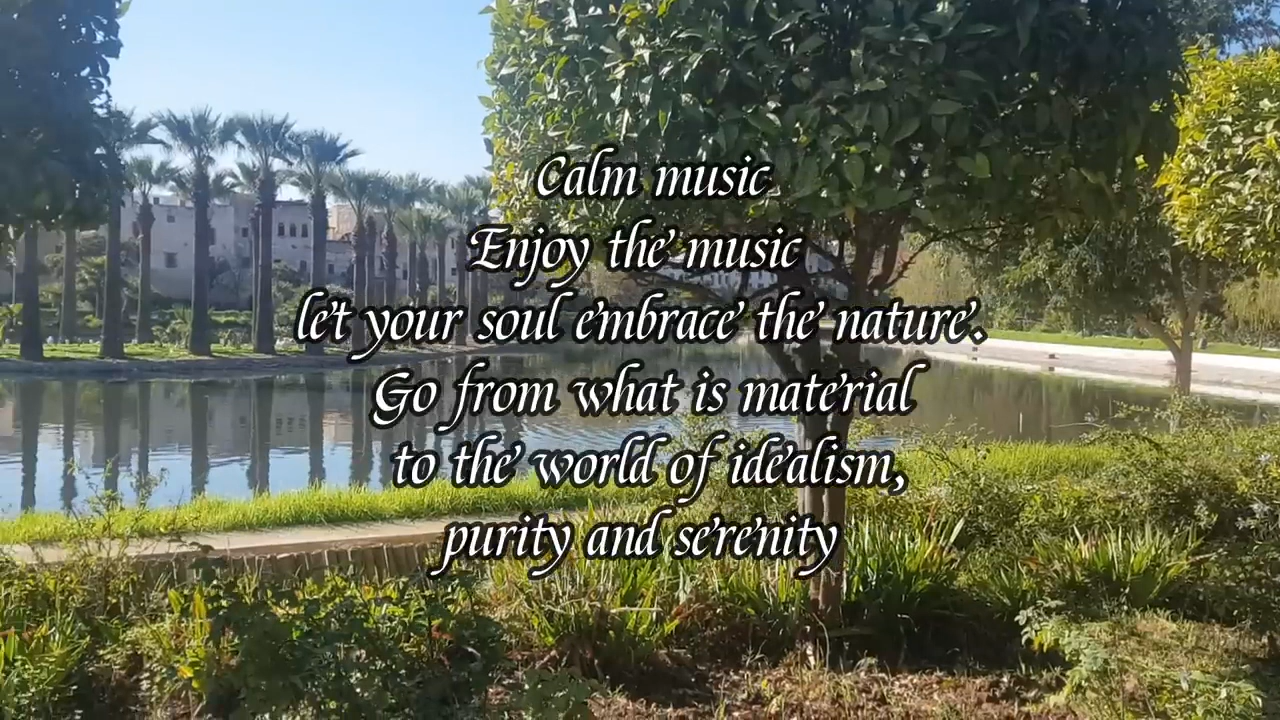 Calm music
Enjoy the music
let your soul embrace the nature.
Go from what is material
to the world of idealism,
purity and serenity